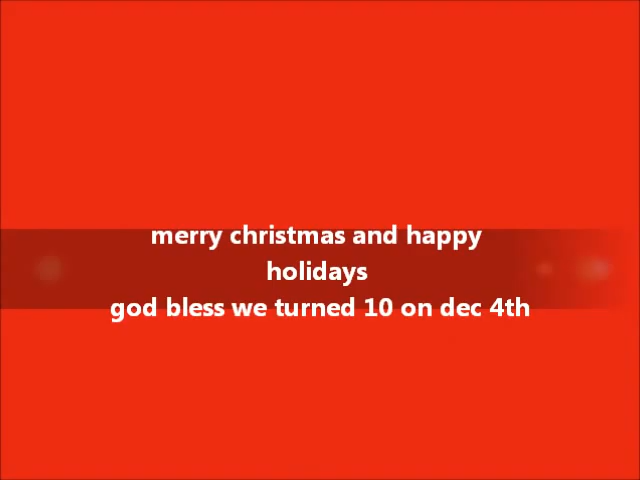 merry christmas and happy
holidays
god bless we turned 10 on dec 4th